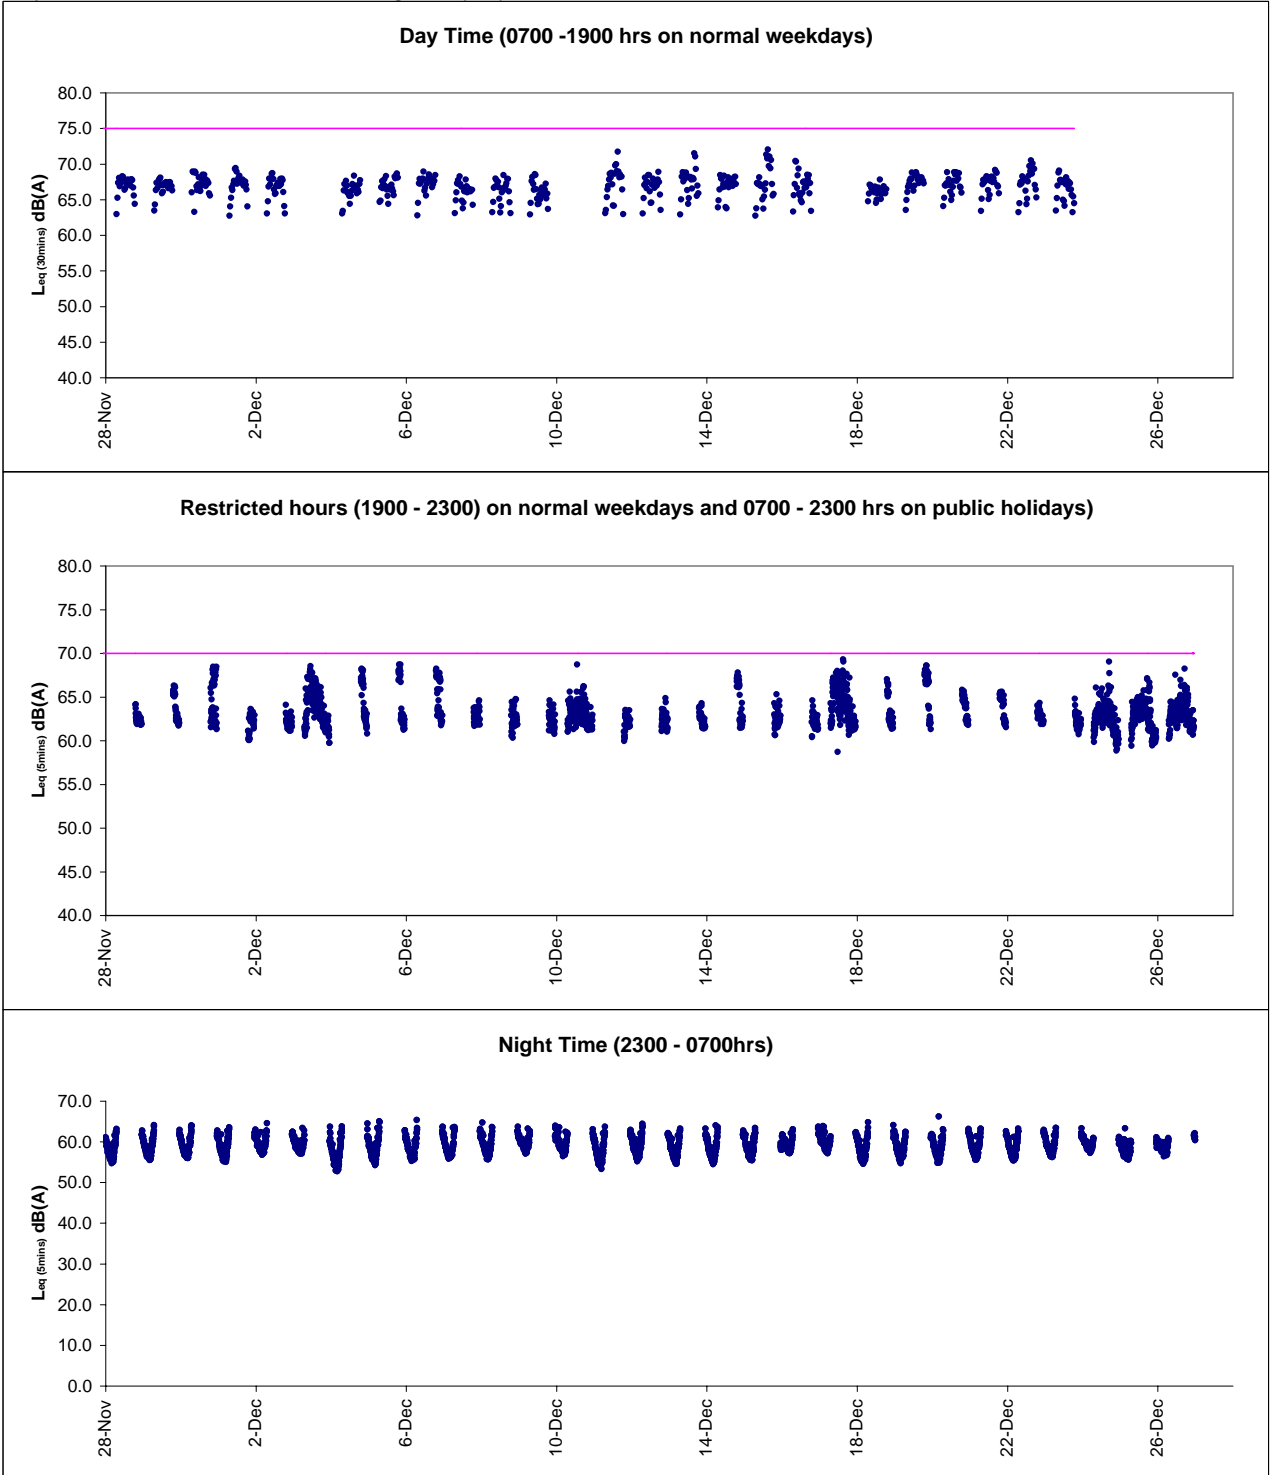 Day Time (0700 -1900 hrs on normal weekdays)
80.0
75.0
70.0
65.0
60.0
55.0
50.0
45.0
40.0
Leq (30mins) dB(A)
28-Nov
2-Dec
6-Dec
10-Dec
14-Dec
18-Dec
22-Dec
26-Dec
Restricted hours (1900 - 2300) on normal weekdays and 0700 - 2300 hrs on public holidays)
80.0
75.0
70.0
65.0
60.0
55.0
50.0
45.0
40.0
Leq (5mins) dB(A)
28-Nov
2-Dec
6-Dec
10-Dec
14-Dec
18-Dec
22-Dec
26-Dec
Night Time (2300 - 0700hrs)
70.0
60.0
50.0
40.0
30.0
20.0
10.0
0.0
Leq (5mins) dB(A)
28-Nov
2-Dec
6-Dec
10-Dec
14-Dec
18-Dec
22-Dec
26-Dec